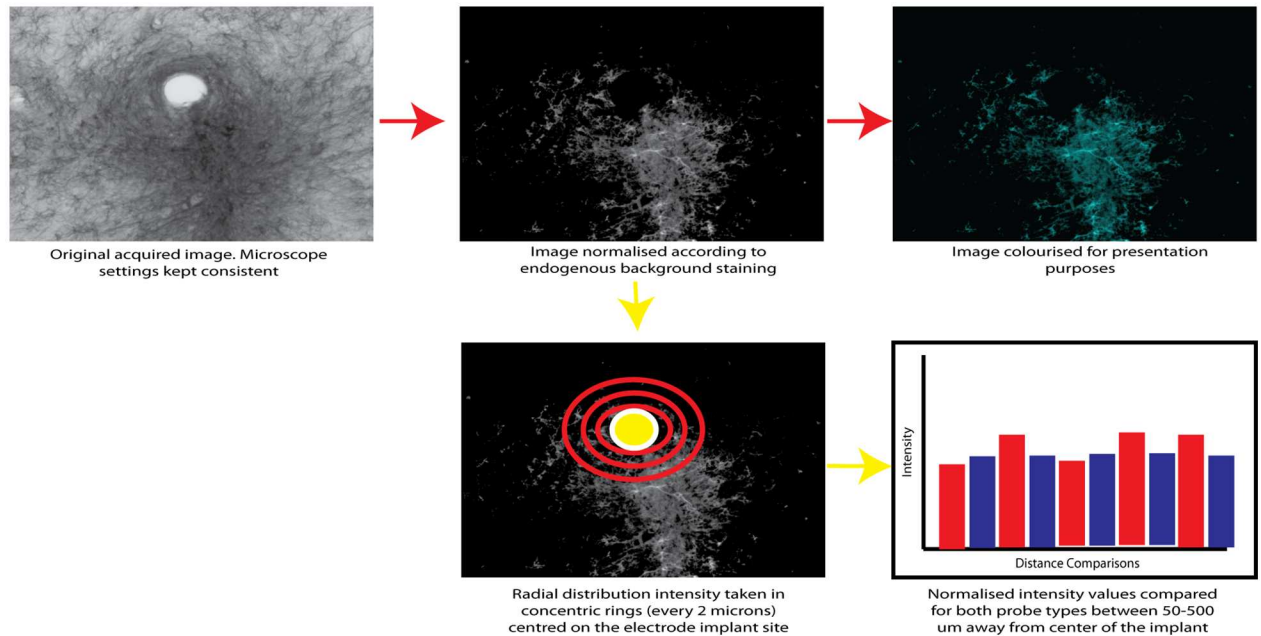 Original acquired image. Microscope
settings kept consistent
Image normalised according to
endogenous background staining
Image colourised for presentation
purposes
Radial distribution intensity taken in
concentric rings (every 2 microns)
centred on the electrode implant site
Intensity
Distance Comparisons
Normalised intensity values compared
for both probe types between 50-500
um away from center of the implant